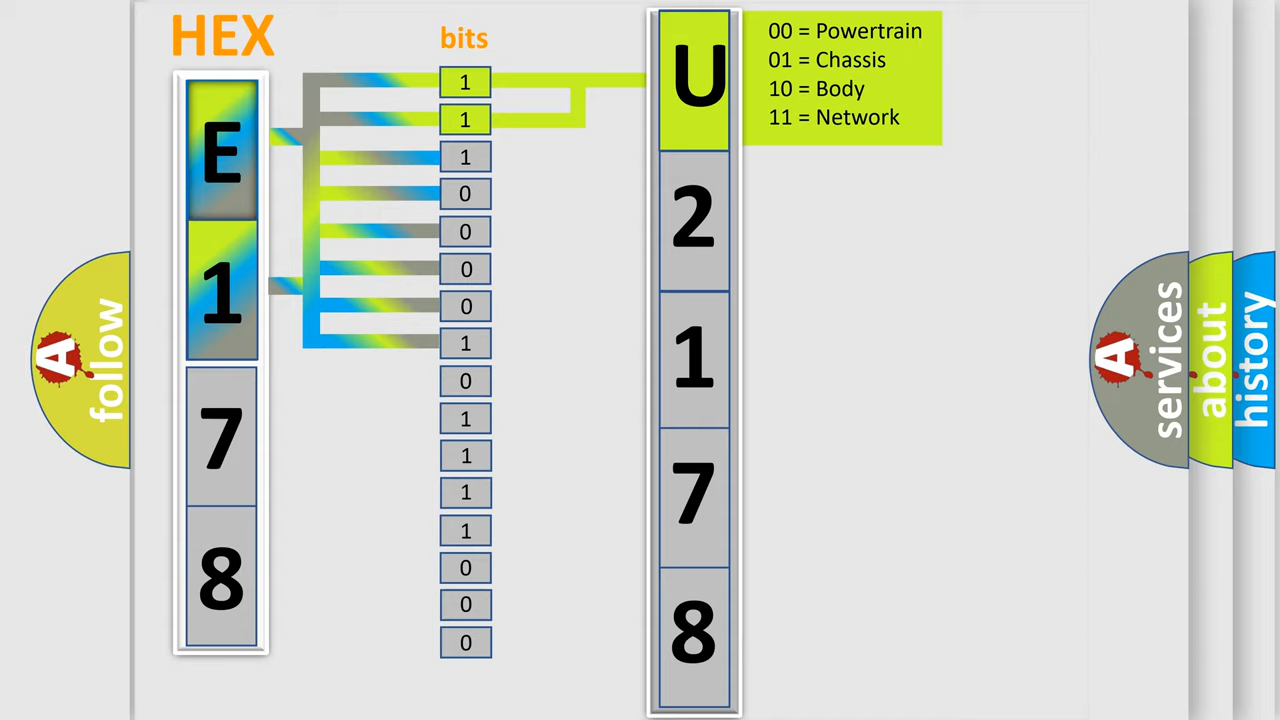 HEX
bits
E
1
7
8
1
1
1
0
0
0
0
1
0
1
1
1
1
0
0
0
U
2
1
7
8
00 = Powertrain
01 = Chassis
10 = Body
11 = Network
A
follow
A
services
about
history